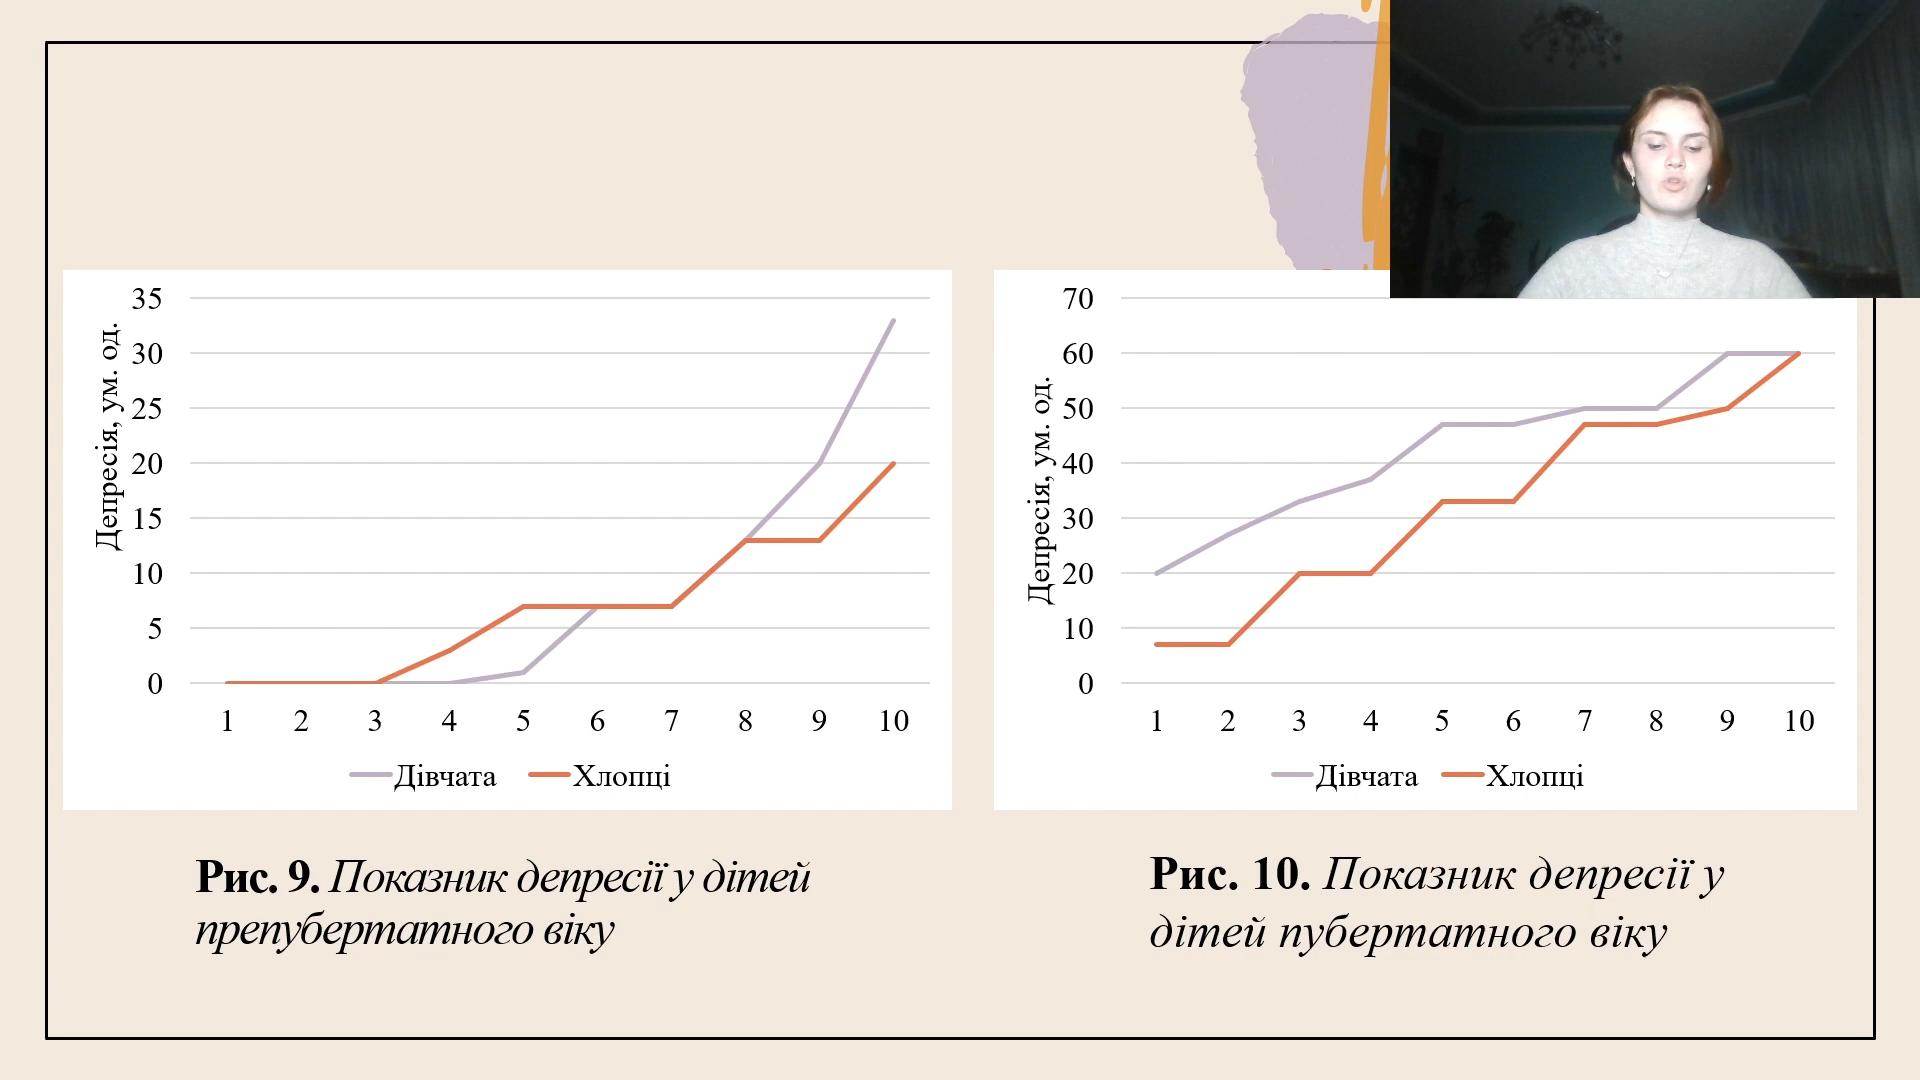 35
30
25
20
15
10
5
0
Депресія, ум. од.
1 2 3 4 5 6 7 8 9 10
Дівчата Хлопці
Рис. 9. Показник депресії у дітей
препубертатного віку
70
60
50
40
30
20
10
0
Депресія, ум. од.
1 2 3 4 5 6 7 8 9 10
Дівчата Хлопці
Рис. 10. Показник депресії у
дітей пубертатного віку